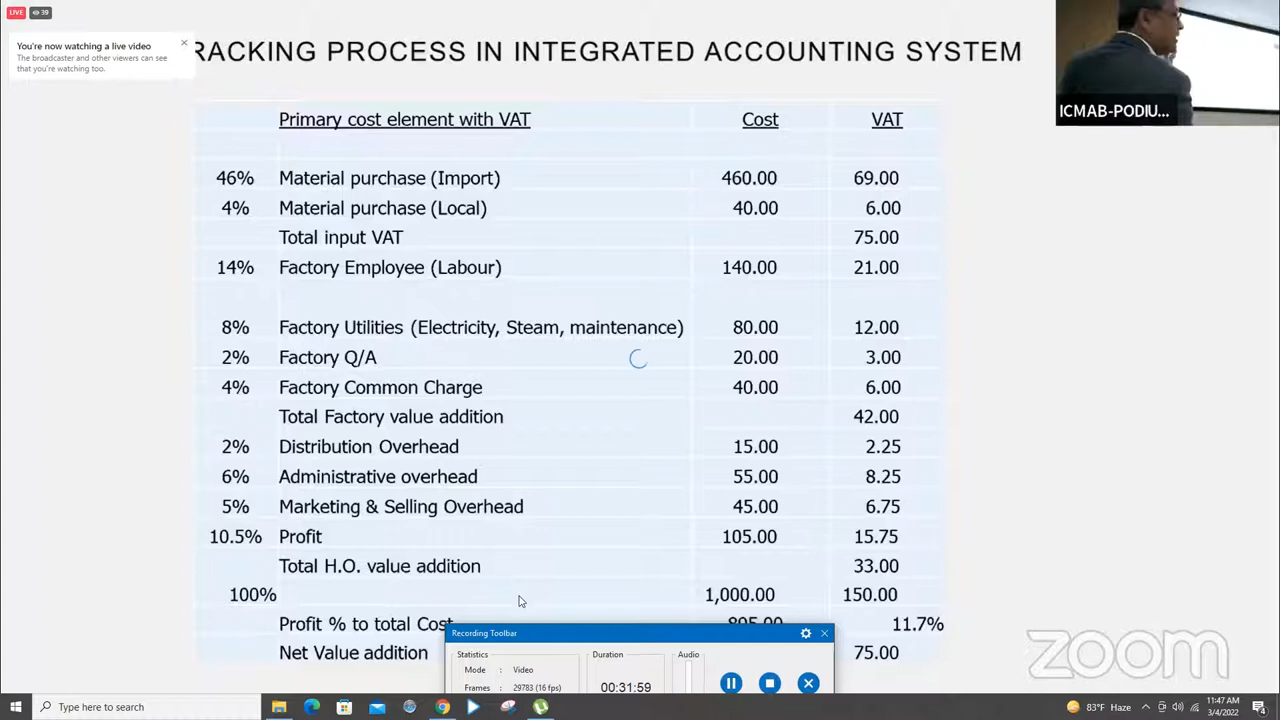 LIVE 39
You're now watching a live video
The broadcaster and other viewers can see
that you're watching too.
RACKING PROCESS IN INTEGRATED ACCOUNTING SYSTEM
ICMAB-PODIU...
Primary cost element with VAT Cost VAT
46% Material purchase (Import) 460.00 69.00
4% Material purchase (Local) 40.00 6.00
Total input VAT 75.00
14% Factory Employee (Labour) 140.00 21.00
8% Factory Utilities (Electricity, Steam, maintenance) 80.00 12.00
2% Factory Q/A 20.00 3.00
4% Factory Common Charge 40.00 6.00
Total Factory value addition 42.00
2% Distribution Overhead 15.00 2.25
6% Administrative overhead 55.00 8.25
5% Marketing & Selling Overhead 45.00 6.75
10.5% Profit 105.00 15.75
Total H.O. value addition 33.00
100% 1,000.00 150.00
Profit % to total Cost 895.00 11.7%
Net Value addition 75.00
Recording Toolbar
Statistics Duration Audio
Mode : Video
Frames : 29783 (16 fps)
00:31:59
zoom
Type here to search
83°F Haze
11:47 AM
3/4/2022
4